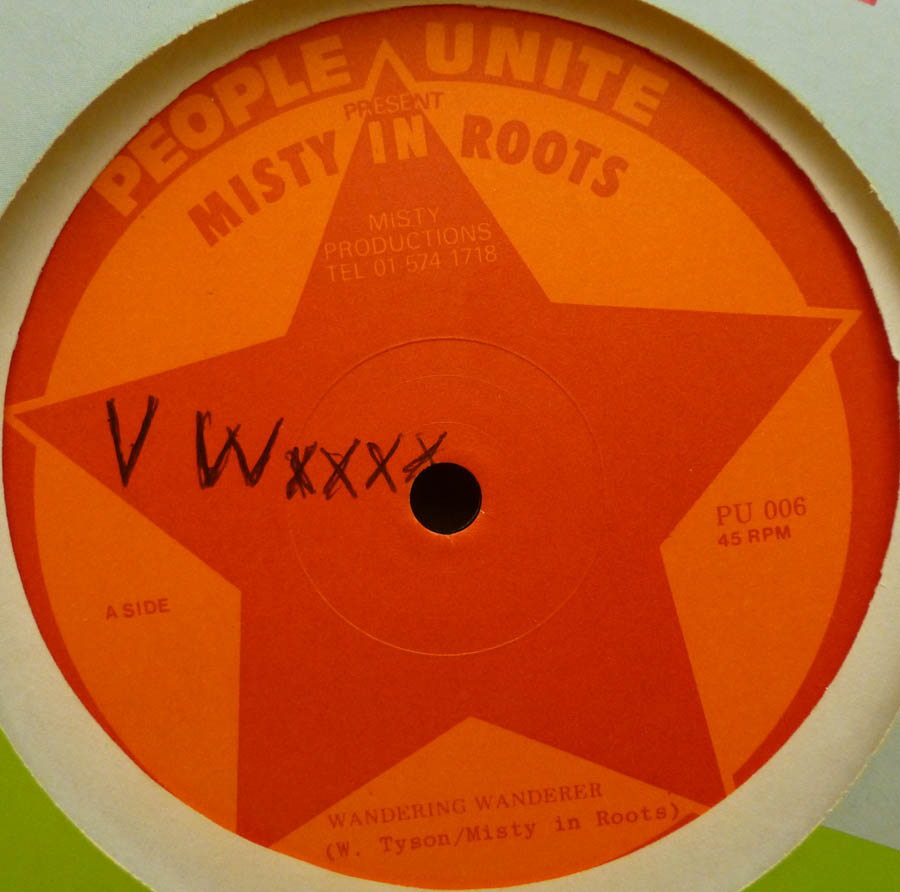 PEOPLE UNITE
PRESENT
MISTY IN ROOTS
MISTY
PRODUCTIONS
TEL 01 574 1718
V Wxxxx
PU 006
45 RPM
A SIDE
WANDERING WANDERER
(W. Tyson/Misty in Roots)